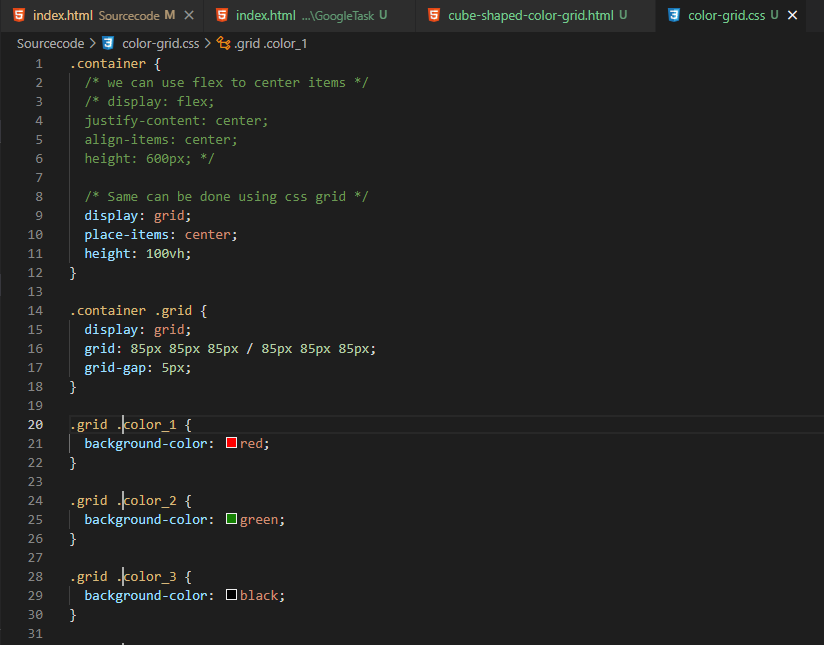 index.html Sourcecode M index.html ...\GoogleTask U cube-shaped-color-grid.html U color-grid.css U
Sourcecode > color-grid.css > .grid .color_1
1 .container {
2 /* we can use flex to center items */
3 /* display: flex;
4 justify-content: center;
5 align-items: center;
6 height: 600px; */
7
8 /* Same can be done using css grid */
9 display: grid;
10 place-items: center;
11 height: 100vh;
12 }
13
14 .container .grid {
15 display: grid;
16 grid: 85px 85px 85px / 85px 85px 85px;
17 grid-gap: 5px;
18 }
19
20 .grid .color_1 {
21 background-color: red;
22 }
23
24 .grid .color_2 {
25 background-color: green;
26 }
27
28 .grid .color_3 {
29 background-color: black;
30 }
31